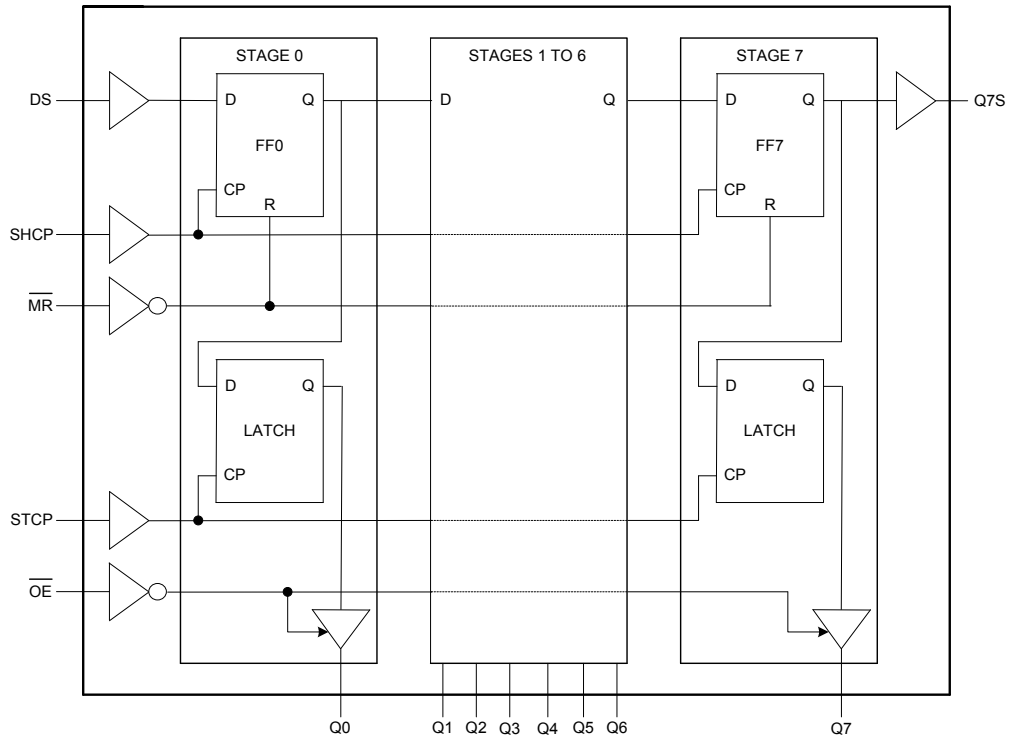 STAGE 0
STAGES 1 TO 6
STAGE 7
DS
D
Q
D
Q
D
Q
Q7S
FF0
FF7
CP
CP
R
R
SHCP
MR
D
Q
D
Q
LATCH
LATCH
CP
CP
STCP
OE
Q0
Q1
Q2
Q3
Q4
Q5
Q6
Q7